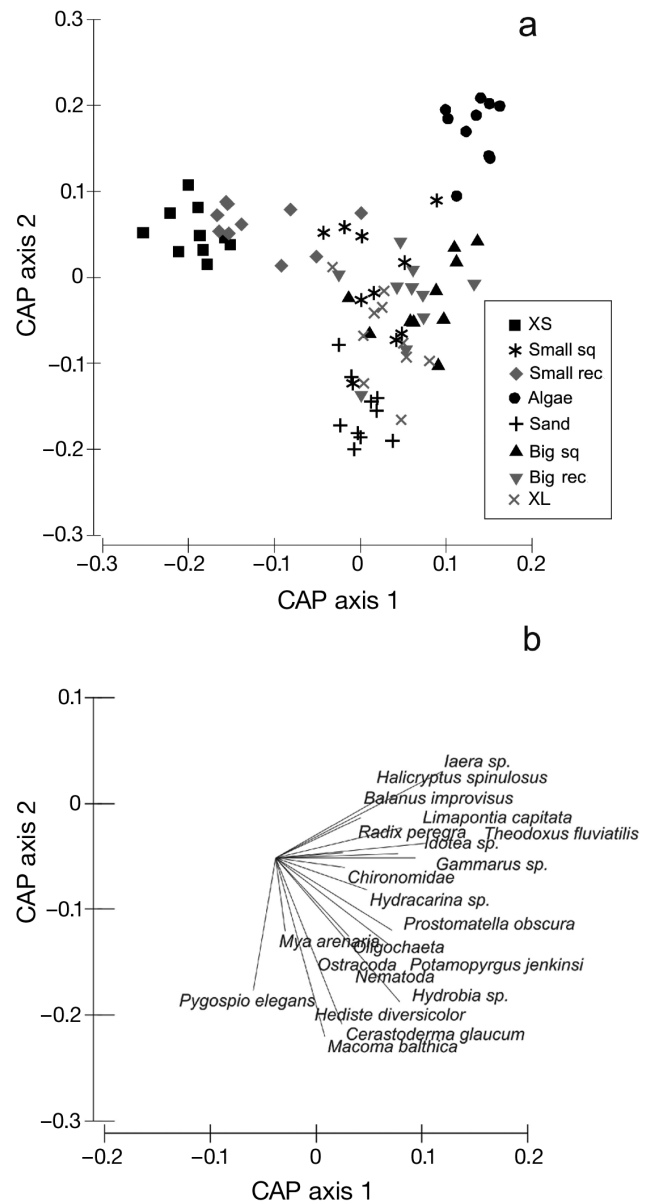 a
0.3
0.2
0.1
0
−0.1
−0.2
−0.3
CAP axis 2
XS
Small sq
Small rec
Algae
Sand
Big sq
Big rec
XL
−0.3
−0.2
−0.1
0
0.1
0.2
CAP axis 1
b
0.1
0
−0.1
−0.2
−0.3
CAP axis 2
Iaera sp.
Halicryptus spinulosus
Balanus improvisus
Limapontia capitata
Radix peregra
Theodoxus fluviatilis
Idotea sp.
Gammarus sp.
Chironomidae
Hydracarina sp.
Prostomatella obscura
Mya arenaria
Oligochaeta
Ostracoda
Potamopyrgus jenkinsi
Nematoda
Pygospio elegans
Hydrobia sp.
Hediste diversicolor
Cerastoderma glaucum
Macoma balthica
−0.2
−0.1
0
0.1
0.2
CAP axis 1